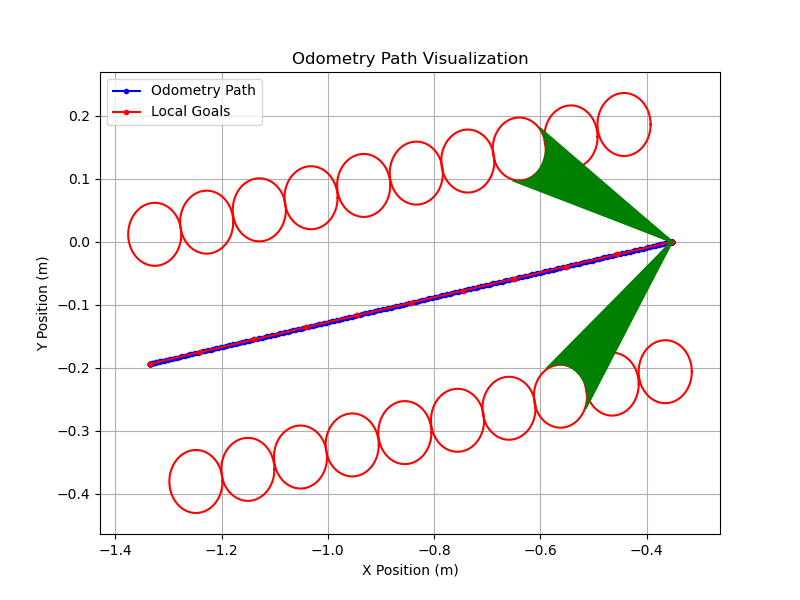 Odometry Path Visualization
Odometry Path
Local Goals
Y Position (m)
0.2
0.1
0.0
−0.1
−0.2
−0.3
−0.4
−1.4 −1.2 −1.0 −0.8 −0.6 −0.4
X Position (m)